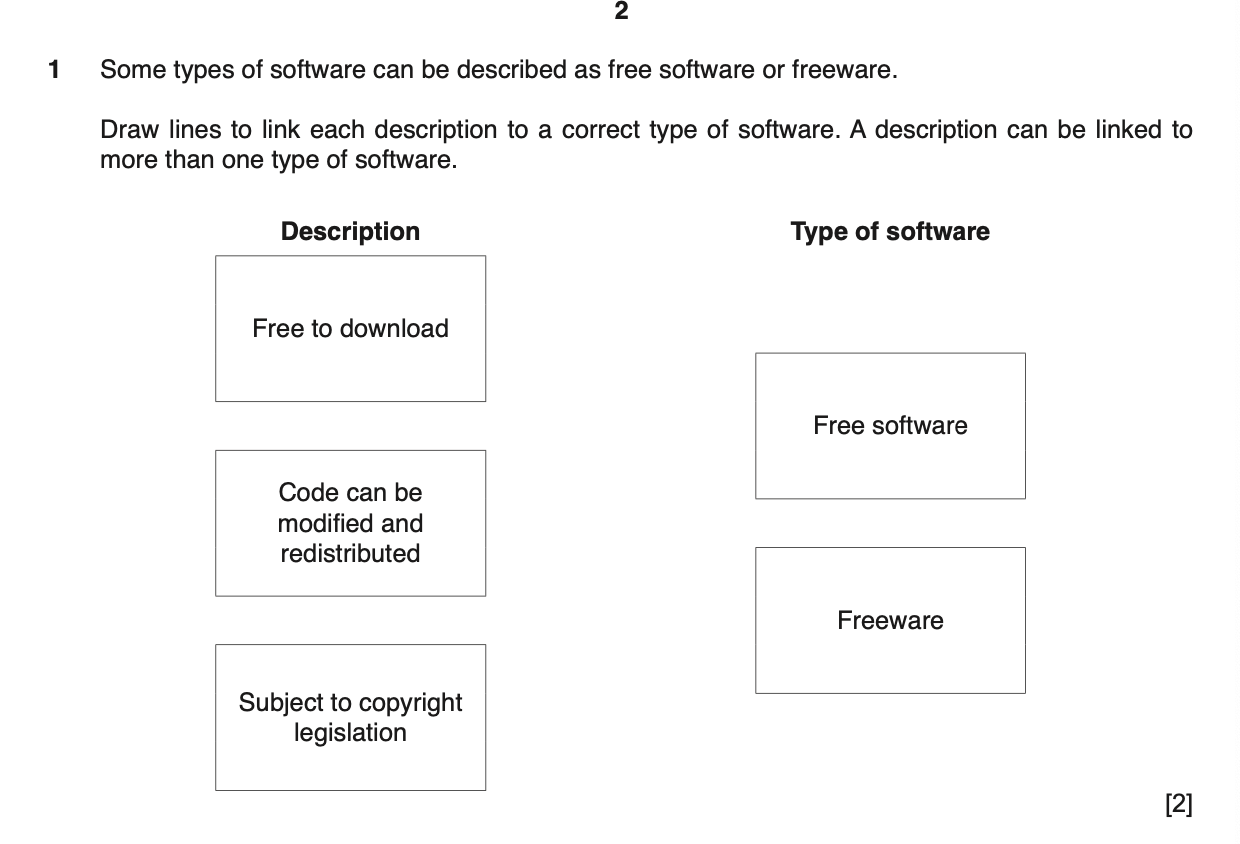 2
1 Some types of software can be described as free software or freeware.
Draw lines to link each description to a correct type of software. A description can be linked to
more than one type of software.
Description
Type of software
Free to download
Free software
Code can be
modified and
redistributed
Freeware
Subject to copyright
legislation
[2]